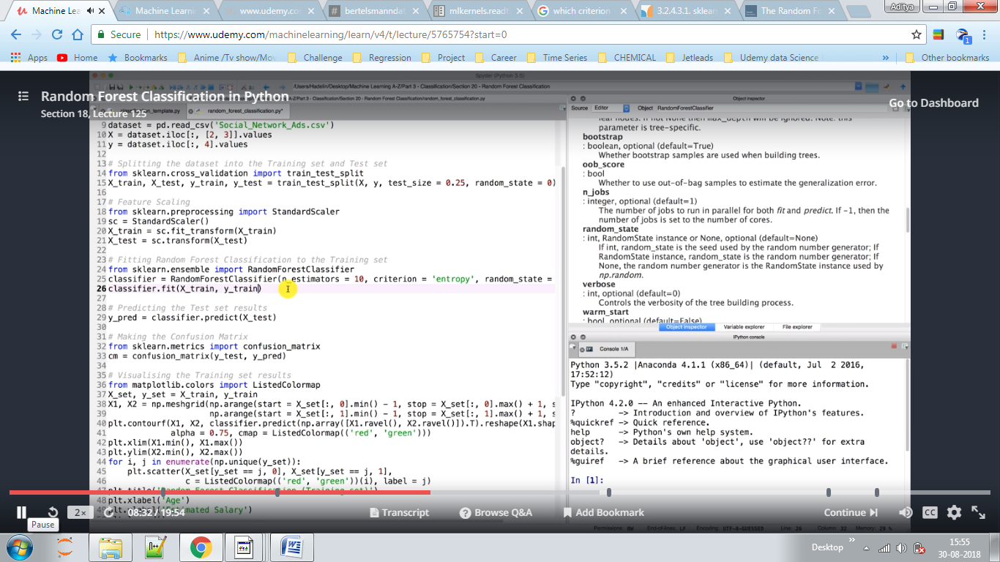 Machine Lea
Machine Learni
www.udemy.co
bertelsmannda
mlkernels.readt
which criterion
3.2.4.3.1. sklear
The Random Fo
Aditya
Secure
https://www.udemy.com/machinelearning/learn/v4/t/lecture/5765754?start=0
1
Apps
Home
Bookmarks
Anime /Tv show/Mov
Challenge
Regression
Project
Career
Time Series
CHEMICAL
Jetleads
Udemy data Science
»
Other bookmarks
Spyder (Python 3.5)
/Users/Hadelin/Desktop/Machine Learning A-Z/Part 3 - Classification/Section 20 - Random Forest Classification
Random Forest Classification in Python
Section 18, Lecture 125
Go to Dashboard
A-Z/Part 3 - Classification/Section 20 - Random Forest Classification/random_forest_classification.py
random_forest_classification.py*
9 dataset = pd.read_csv('Social_Network_Ads.csv')
10 X = dataset.iloc[:, [2, 3]].values
11 y = dataset.iloc[:, 4].values
12
13 # Splitting the dataset into the Training set and Test set
14 from sklearn.cross_validation import train_test_split
15 X_train, X_test, y_train, y_test = train_test_split(X, y, test_size = 0.25, random_state = 0)
16
17 # Feature Scaling
18 from sklearn.preprocessing import StandardScaler
19 sc = StandardScaler()
20 X_train = sc.fit_transform(X_train)
21 X_test = sc.transform(X_test)
22
23 # Fitting Random Forest Classification to the Training set
24 from sklearn.ensemble import RandomForestClassifier
25 classifier = RandomForestClassifier(n_estimators = 10, criterion = 'entropy', random_state =
26 classifier.fit(X_train, y_train)
27
28 # Predicting the Test set results
29 y_pred = classifier.predict(X_test)
30
31 # Making the Confusion Matrix
32 from sklearn.metrics import confusion_matrix
33 cm = confusion_matrix(y_test, y_pred)
34
35 # Visualising the Training set results
36 from matplotlib.colors import ListedColormap
37 X_set, y_set = X_train, y_train
38 X1, X2 = np.meshgrid(np.arange(start = X_set[:, 0].min() - 1, stop = X_set[:, 0].max() + 1, s
39 np.arange(start = X_set[:, 1].min() - 1, stop = X_set[:, 1].max() + 1, s
40 plt.contourf(X1, X2, classifier.predict(np.array([X1.ravel(), X2.ravel()]).T).reshape(X1.shap
41 alpha = 0.75, cmap = ListedColormap(('red', 'green')))
42 plt.xlim(X1.min(), X1.max())
43 plt.ylim(X2.min(), X2.max())
44 for i, j in enumerate(np.unique(y_set)):
45 plt.scatter(X_set[y_set == j, 0], X_set[y_set == j, 1],
46 c = ListedColormap(('red', 'green'))(i), label = j)
47 plt.title('Random Forest Classification (Training set)')
48 plt.xlabel('Age')
49 plt.ylabel('Estimated Salary')
Object inspector
Source Editor Object RandomForestClassifier
leaf nodes. If not None then max_depth will be ignored. Note: this
parameter is tree-specific.
bootstrap
: boolean, optional (default=True)
Whether bootstrap samples are used when building trees.
oob_score
: bool
Whether to use out-of-bag samples to estimate the generalization error.
n_jobs
: integer, optional (default=1)
The number of jobs to run in parallel for both fit and predict. If -1, then the
number of jobs is set to the number of cores.
random_state
: int, RandomState instance or None, optional (default=None)
If int, random_state is the seed used by the random number generator; If
RandomState instance, random_state is the random number generator; If
None, the random number generator is the RandomState instance used by
np.random.
verbose
: int, optional (default=0)
Controls the verbosity of the tree building process.
warm_start
: bool, optional (default=False)
Object inspector Variable explorer File explorer
IPython console
Console 1/A
Python 3.5.2 |Anaconda 4.1.1 (x86_64)| (default, Jul 2 2016,
17:52:12)
Type "copyright", "credits" or "license" for more information.
IPython 4.2.0 -- An enhanced Interactive Python.
? -> Introduction and overview of IPython's features.
%quickref -> Quick reference.
help -> Python's own help system.
object? -> Details about 'object', use 'object??' for extra
details.
%guiref -> A brief reference about the graphical user interface.
In [1]:
2×
08:32 / 19:54
Transcript
Browse Q&A
Add Bookmark
Continue
CC
Pause
Permissions: RW End-of-lines: LF Encoding: UTF-8-GUESSED Line: 26 Column: 32 Memory: 29 %
Desktop
»
15:55
30-08-2018